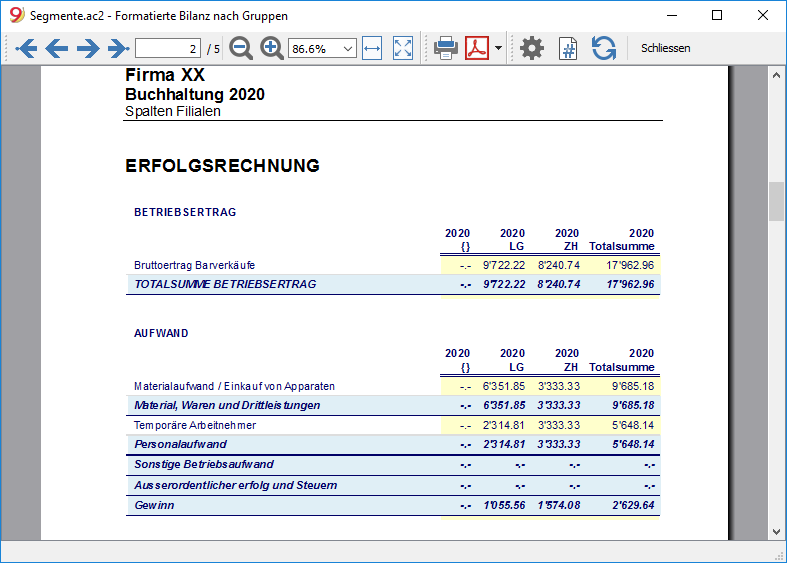 Segmente.ac2 - Formatierte Bilanz nach Gruppen
2 / 5 86.6% Schliessen
Firma XX
Buchhaltung 2020
Spalten Filialen
ERFOLGSRECHNUNG
BETRIEBSERTRAG
2020 2020 2020 2020
{} LG ZH Totalsumme
Bruttoertrag Barverkäufe -.- 9'722.22 8'240.74 17'962.96
TOTALSUMME BETRIEBSERTRAG -.- 9'722.22 8'240.74 17'962.96
AUFWAND
2020 2020 2020 2020
{} LG ZH Totalsumme
Materialaufwand / Einkauf von Apparaten -.- 6'351.85 3'333.33 9'685.18
Material, Waren und Drittleistungen -.- 6'351.85 3'333.33 9'685.18
Temporäre Arbeitnehmer -.- 2'314.81 3'333.33 5'648.14
Personalaufwand -.- 2'314.81 3'333.33 5'648.14
Sonstige Betriebsaufwand -.- -.- -.- -.-
Ausserordentlicher erfolg und Steuern -.- -.- -.- -.-
Gewinn -.- 1'055.56 1'574.08 2'629.64